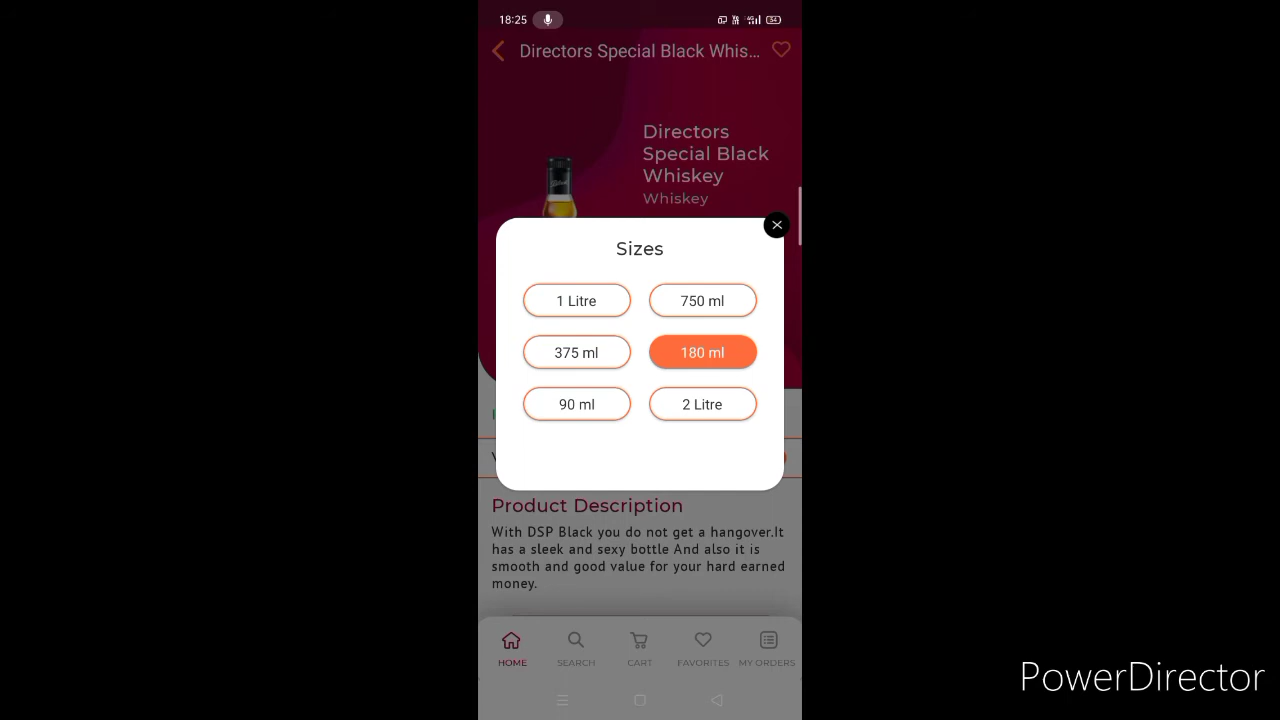 18:25
Directors Special Black Whis...
Directors
Special Black
Whiskey
Whiskey
Sizes
1 Litre
750 ml
375 ml
180 ml
90 ml
2 Litre
Product Description
With DSP Black you do not get a hangover.It
has a sleek and sexy bottle And also it is
smooth and good value for your hard earned
money.
HOME
SEARCH
CART
FAVORITES
MY ORDERS
PowerDirector